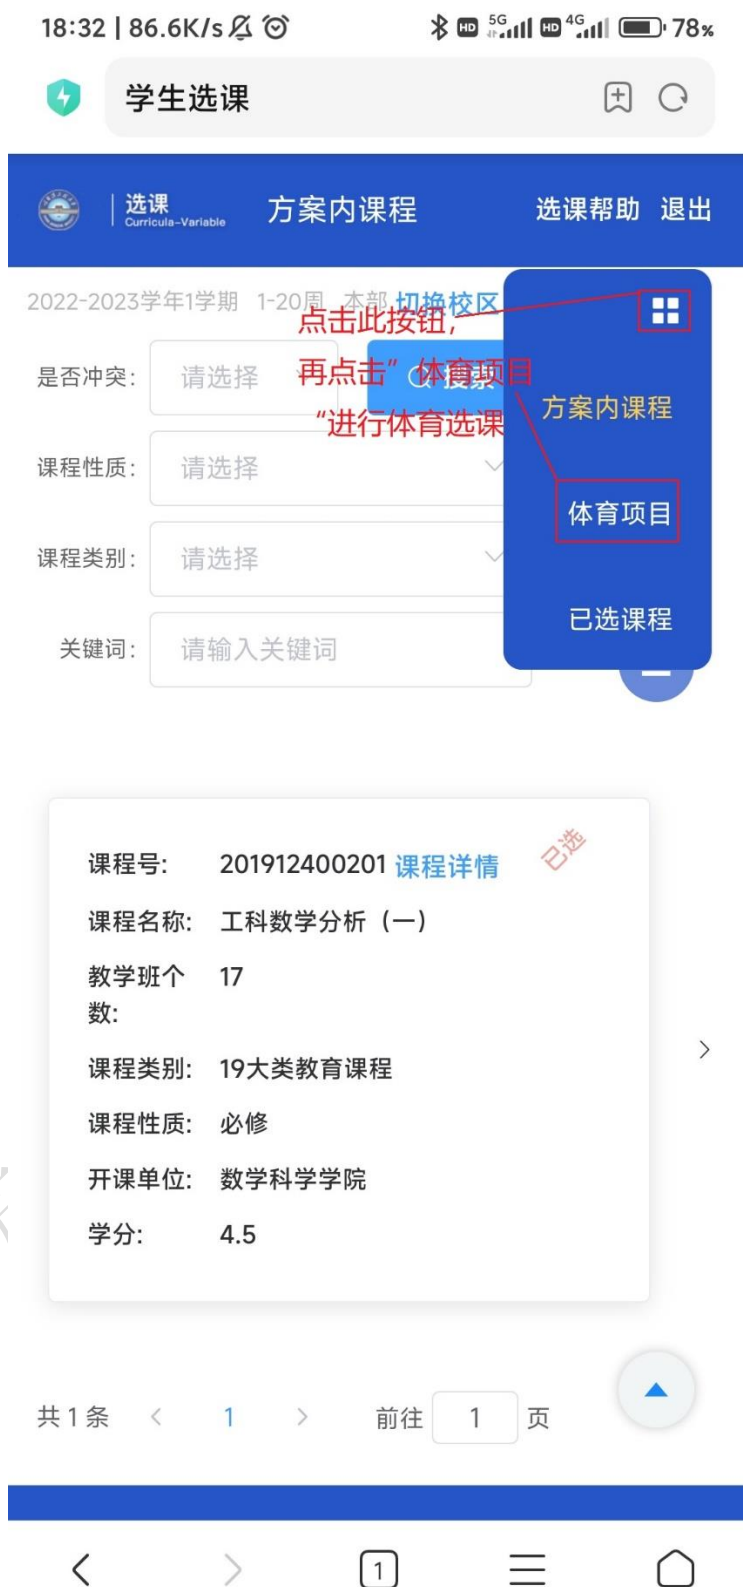 18:32 | 86.6K/s HD 5G HD 4G 78%
学生选课
选课
Curricula-Variable
方案内课程
选课帮助 退出
2022-2023学年1学期 1-20周 本部 切换校区
点击此按钮，
再点击”体育项目
“进行体育选课
是否冲突: 请选择 搜索
方案内课程
课程性质: 请选择
体育项目
课程类别: 请选择
已选课程
关键词: 请输入关键词
已选
课程号: 201912400201 课程详情
课程名称: 工科数学分析（一）
教学班个 17
数:
课程类别: 19大类教育课程
课程性质: 必修
开课单位: 数学科学学院
学分: 4.5
共 1 条 1 前往 1 页
1